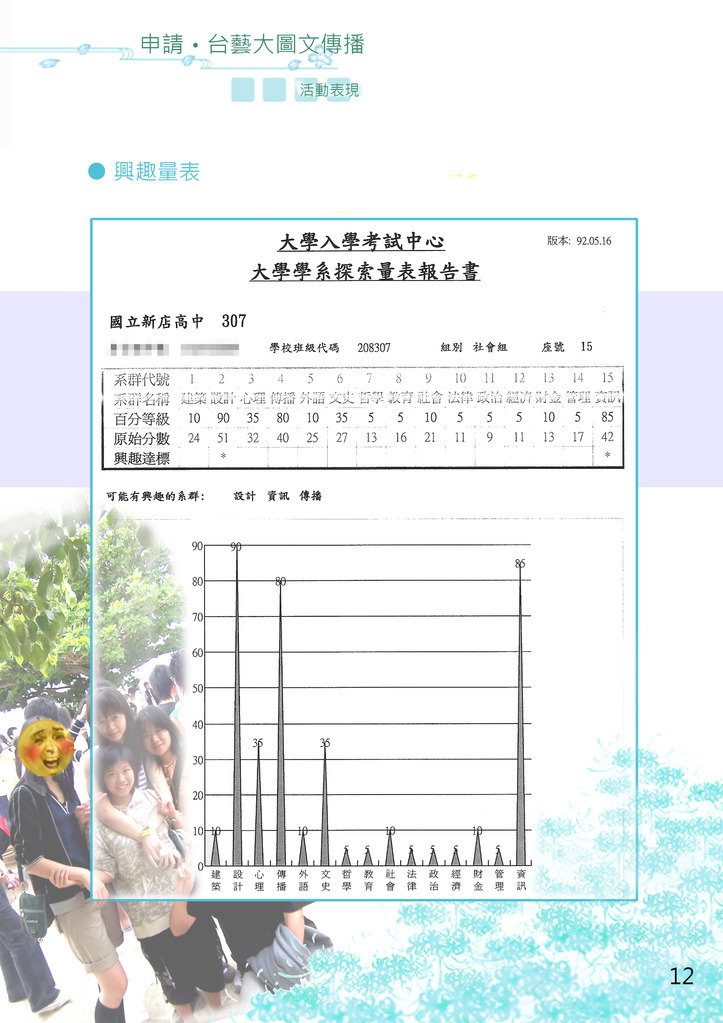 申請・台藝大圖文傳播
活動表現
● 興趣量表
大學入學考試中心
版本: 92.05.16
大學學系探索量表報告書
國立新店高中 307
學校班級代碼 208307 組別 社會組 座號 15
系群代號 1 2 3 4 5 6 7 8 9 10 11 12 13 14 15
系群名稱 建築 設計 心理 傳播 外語 文史 哲學 教育 社會 法律 政治 經濟 財金 管理 資訊
百分等級 10 90 35 80 10 35 5 5 10 5 5 5 10 5 85
原始分數 24 51 32 40 25 27 13 16 21 11 9 11 13 17 42
興趣達標 * *
可能有興趣的系群: 設計 資訊 傳播
90
80
70
60
50
40
30
20
10
0
10 90 35 80 10 35 5 5 10 5 5 5 10 5 85
建築 設計 心理 傳播 外語 文史 哲學 教育 社會 法律 政治 經濟 財金 管理 資訊
12